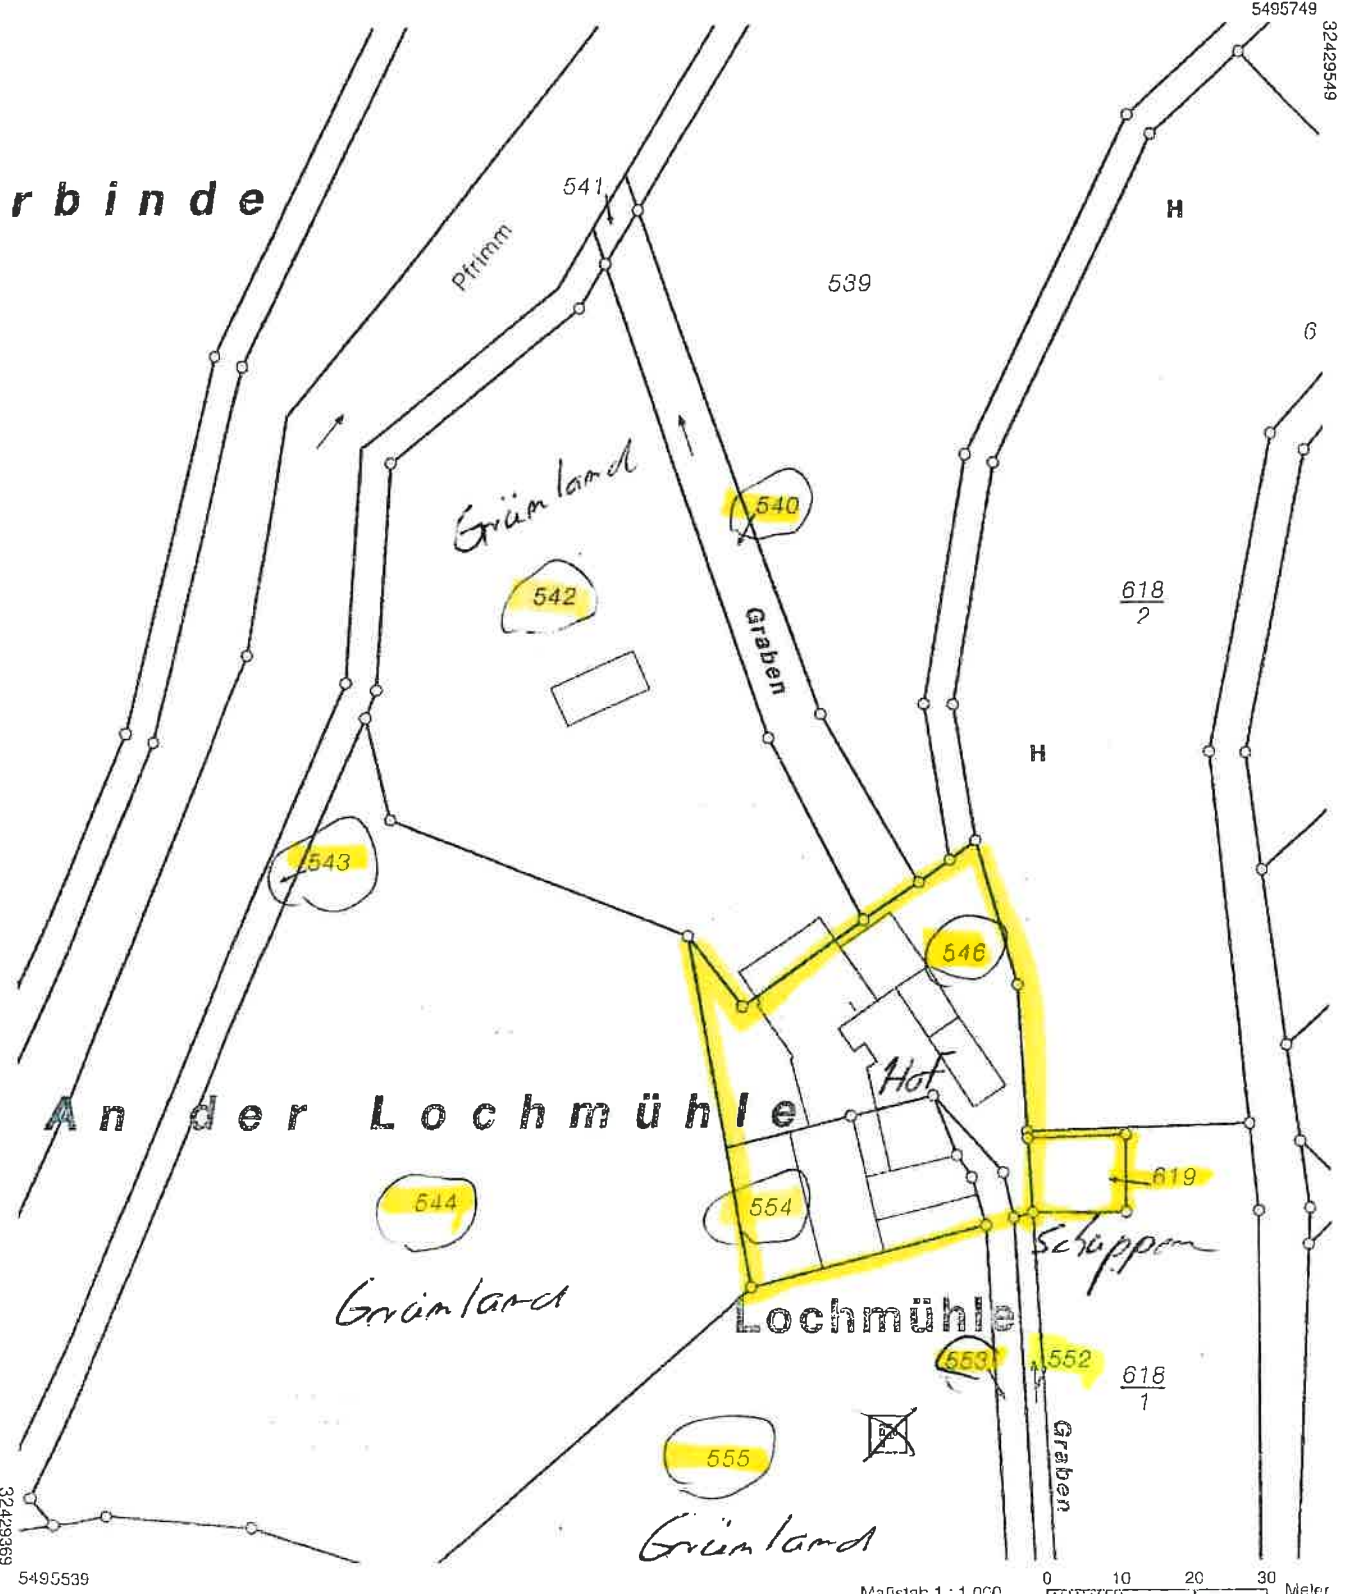 5495749
32429549
rbinde
541
Pfrimm
H
539
6
Grünland
540
542
618
2
Graben
H
543
546
Hof
An der Lochmühle
544
554
619
Schuppen
Grünland
Lochmühle
553
552
618
1
555
Graben
Grünland
32429369
5495539
Maßstab 1 : 1 000
0 10 20 30 Meter